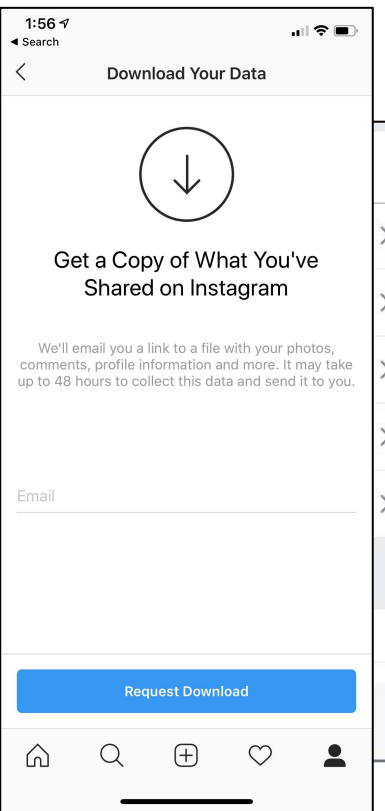 1:56
Search
Download Your Data
Get a Copy of What You've
Shared on Instagram
We'll email you a link to a file with your photos,
comments, profile information and more. It may take
up to 48 hours to collect this data and send it to you.
Email
Request Download